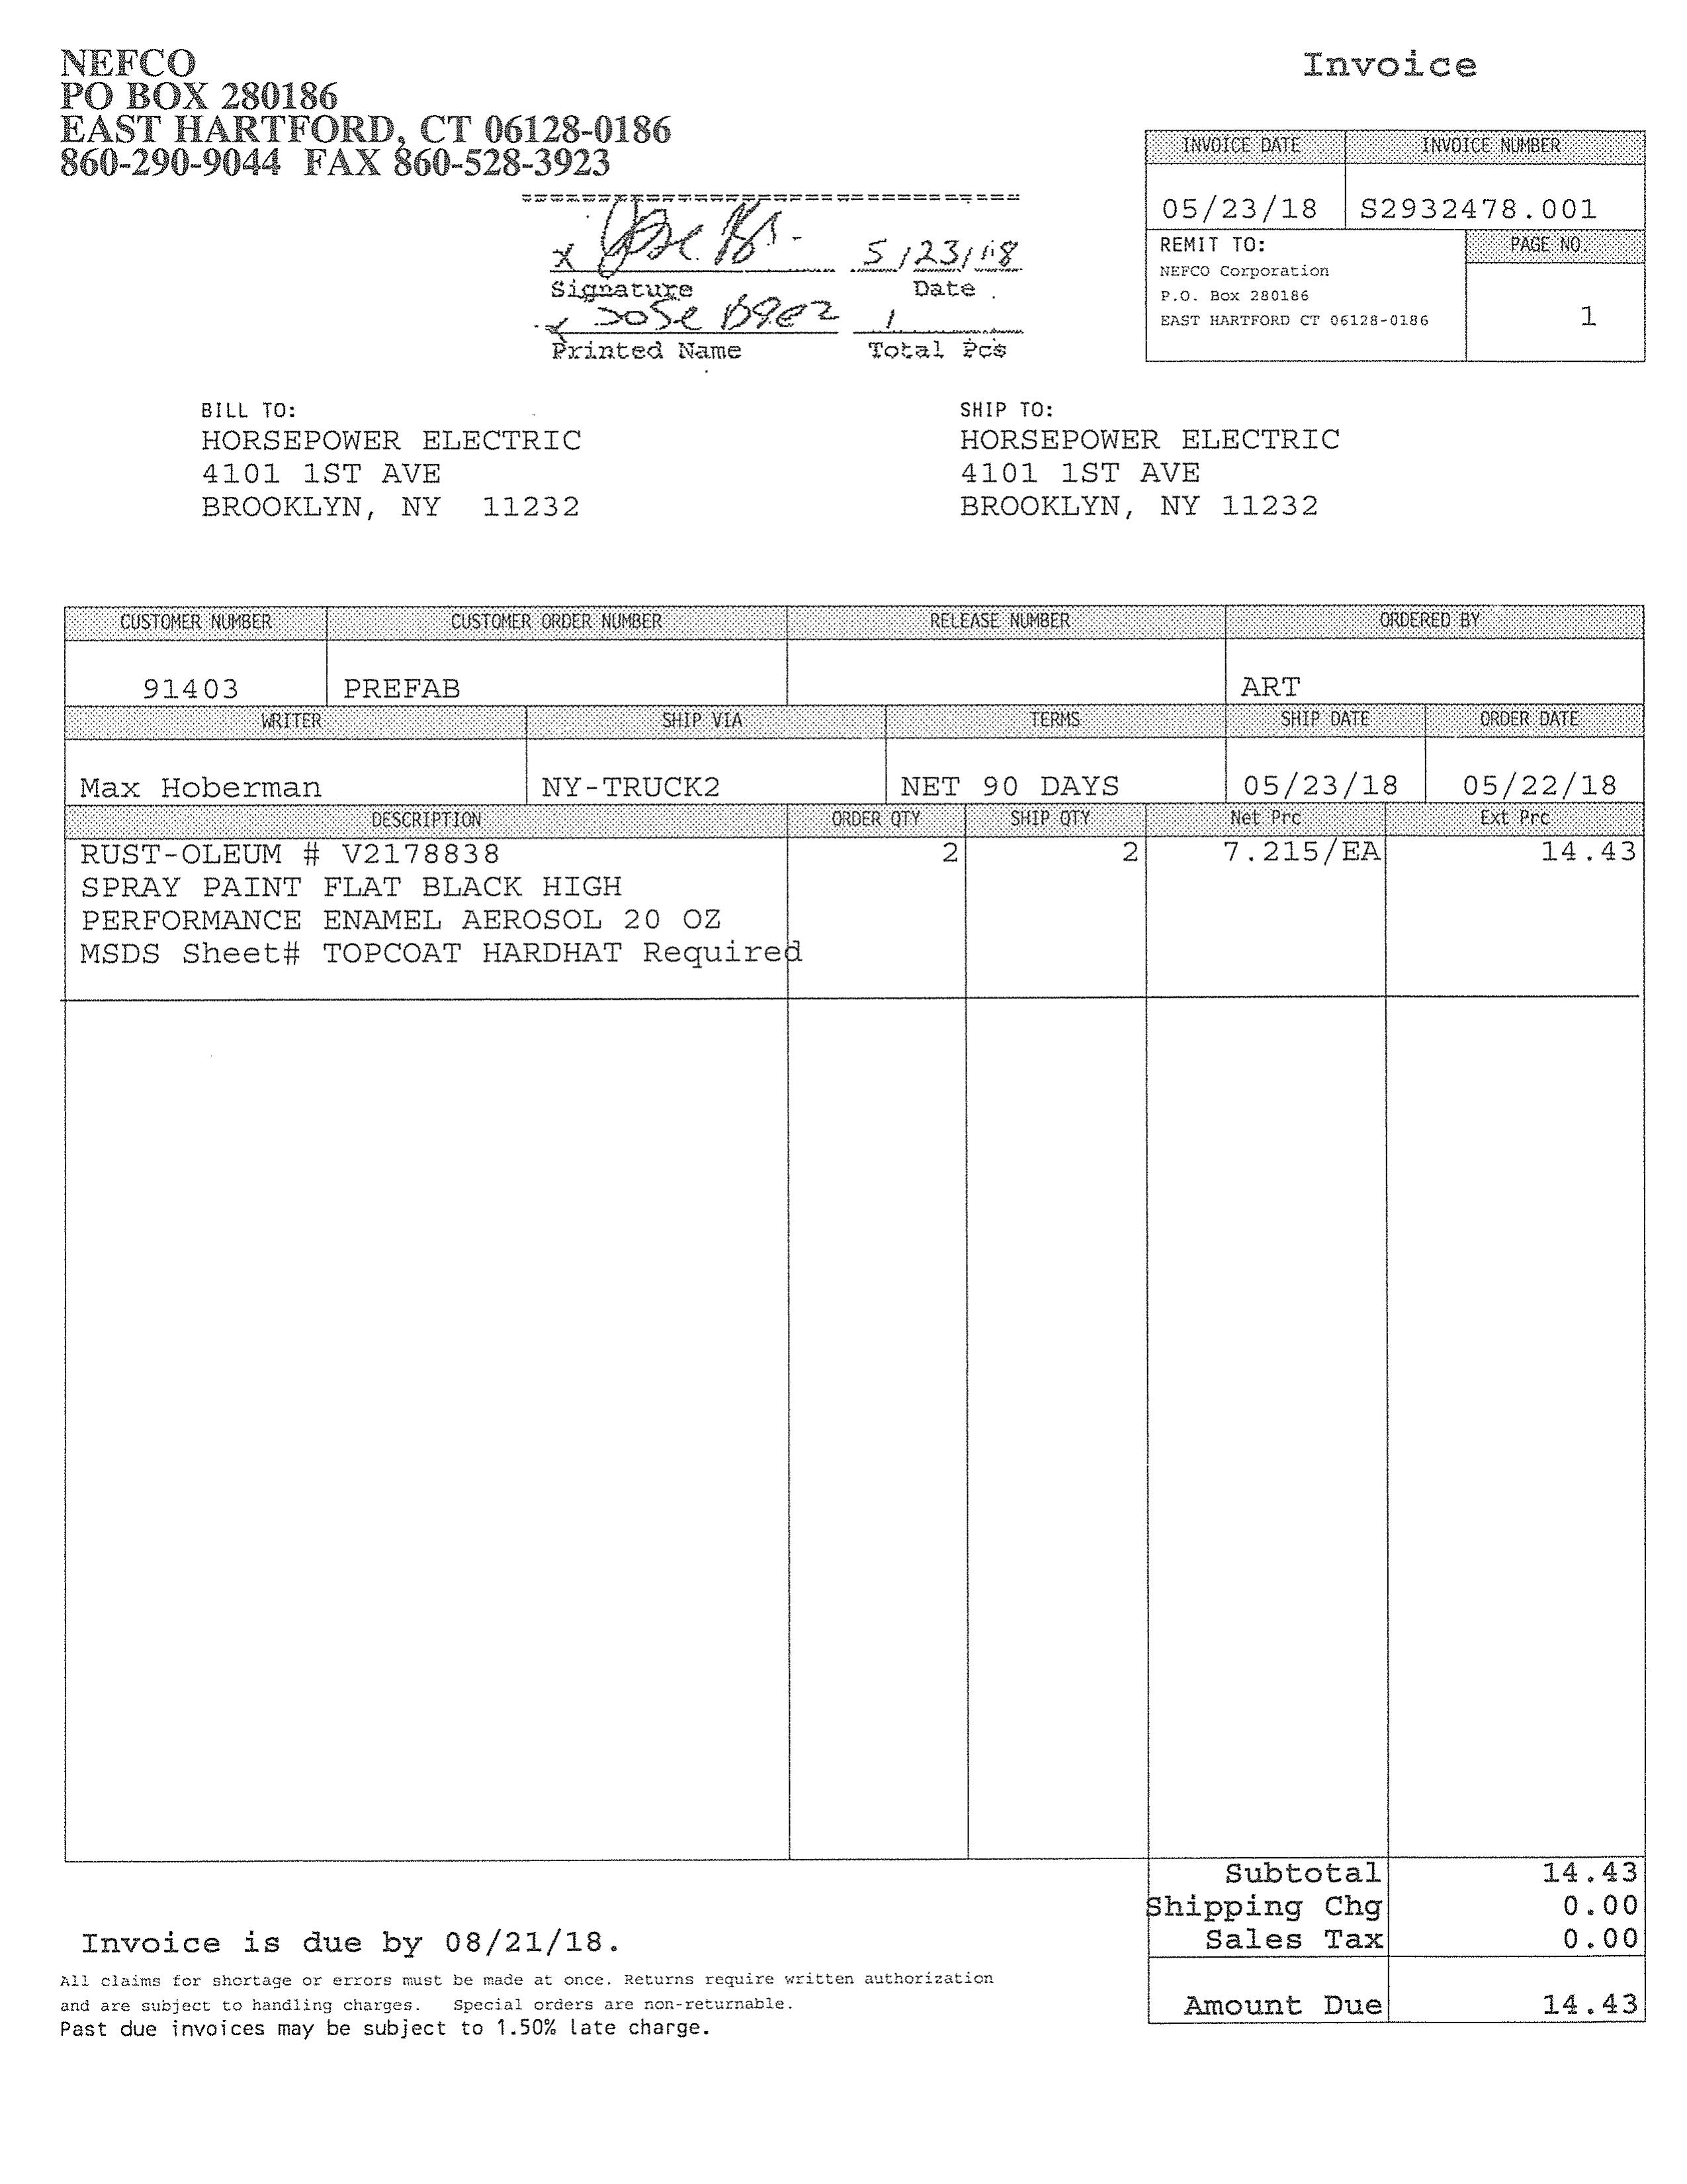 NEFCO
PO BOX 280186
EAST HARTFORD, CT 06128-0186
860-290-9044 FAX 860-528-3923
Invoice
INVOICE DATE INVOICE NUMBER
05/23/18 S2932478.001
REMIT TO: PAGE NO.
NEFCO Corporation
P.O. Box 280186
EAST HARTFORD CT 06128-0186
1
x 5/23/18
Signature Date
Jose Baez 1
Printed Name Total Pcs
BILL TO:
HORSEPOWER ELECTRIC
4101 1ST AVE
BROOKLYN, NY 11232
SHIP TO:
HORSEPOWER ELECTRIC
4101 1ST AVE
BROOKLYN, NY 11232
CUSTOMER NUMBER CUSTOMER ORDER NUMBER RELEASE NUMBER ORDERED BY
91403 PREFAB ART
WRITER SHIP VIA TERMS SHIP DATE ORDER DATE
Max Hoberman NY-TRUCK2 NET 90 DAYS 05/23/18 05/22/18
DESCRIPTION ORDER QTY SHIP QTY Net Prc Ext Prc
RUST-OLEUM # V2178838 2 2 7.215/EA 14.43
SPRAY PAINT FLAT BLACK HIGH
PERFORMANCE ENAMEL AEROSOL 20 OZ
MSDS Sheet# TOPCOAT HARDHAT Required
Subtotal 14.43
Shipping Chg 0.00
Sales Tax 0.00
Amount Due 14.43
Invoice is due by 08/21/18.
All claims for shortage or errors must be made at once. Returns require written authorization
and are subject to handling charges. Special orders are non-returnable.
Past due invoices may be subject to 1.50% late charge.